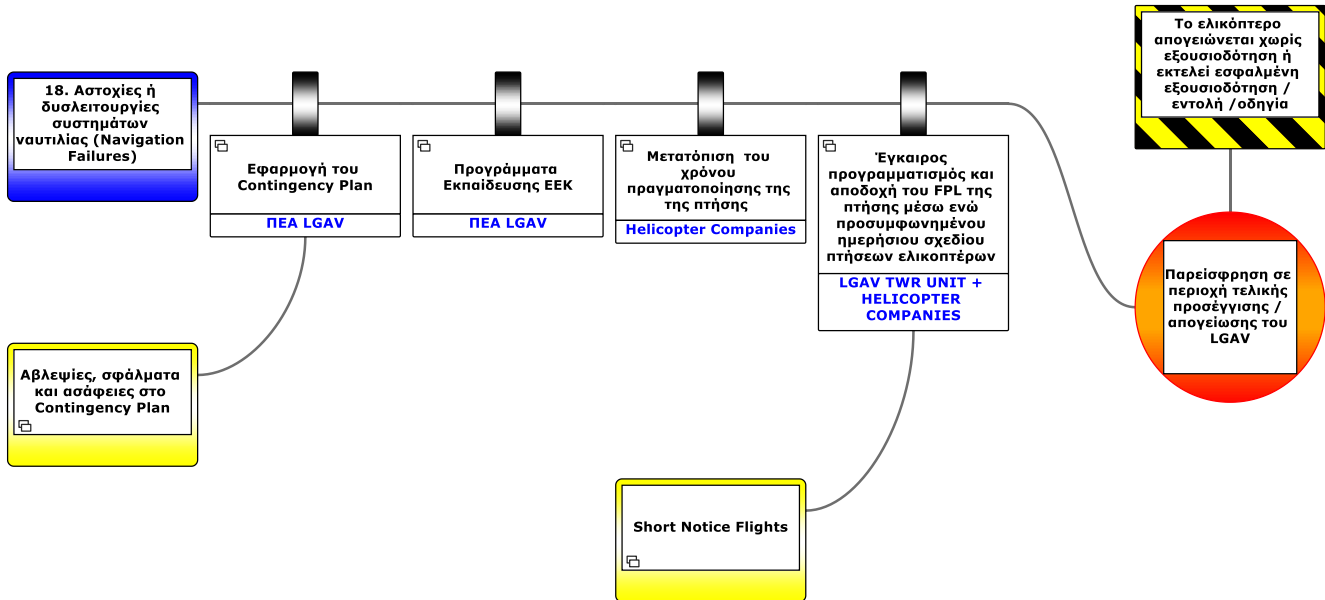 18. Αστοχίες ή
δυσλειτουργίες
συστημάτων
ναυτιλίας (Navigation
Failures)
Εφαρμογή του
Contingency Plan
ΠΕΑ LGAV
Προγράμματα
Εκπαίδευσης ΕΕΚ
ΠΕΑ LGAV
Μετατόπιση του
χρόνου
πραγματοποίησης της
της πτήσης
Helicopter Companies
Έγκαιρος
προγραμματισμός και
αποδοχή του FPL της
πτήσης μέσω ενώ
προσυμφωνημένου
ημερήσιου σχεδίου
πτήσεων ελικοπτέρων
LGAV TWR UNIT +
HELICOPTER
COMPANIES
Το ελικόπτερο
απογειώνεται χωρίς
εξουσιοδότηση ή
εκτελεί εσφαλμένη
εξουσιοδότηση /
εντολή /οδηγία
Παρείσφρηση σε
περιοχή τελικής
προσέγγισης /
απογείωσης του
LGAV
Αβλεψίες, σφάλματα
και ασάφειες στο
Contingency Plan
Short Notice Flights